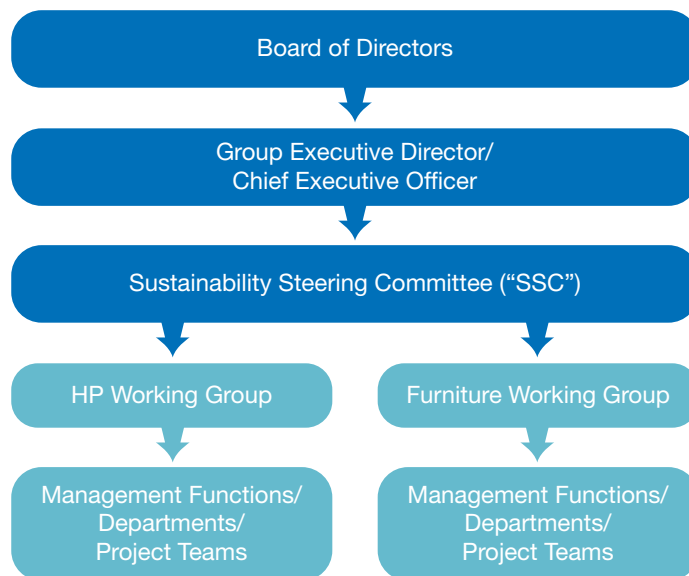 Board of Directors
Group Executive Director/
Chief Executive Officer
Sustainability Steering Committee (“SSC”)
HP Working Group
Furniture Working Group
Management Functions/
Departments/
Project Teams
Management Functions/
Departments/
Project Teams